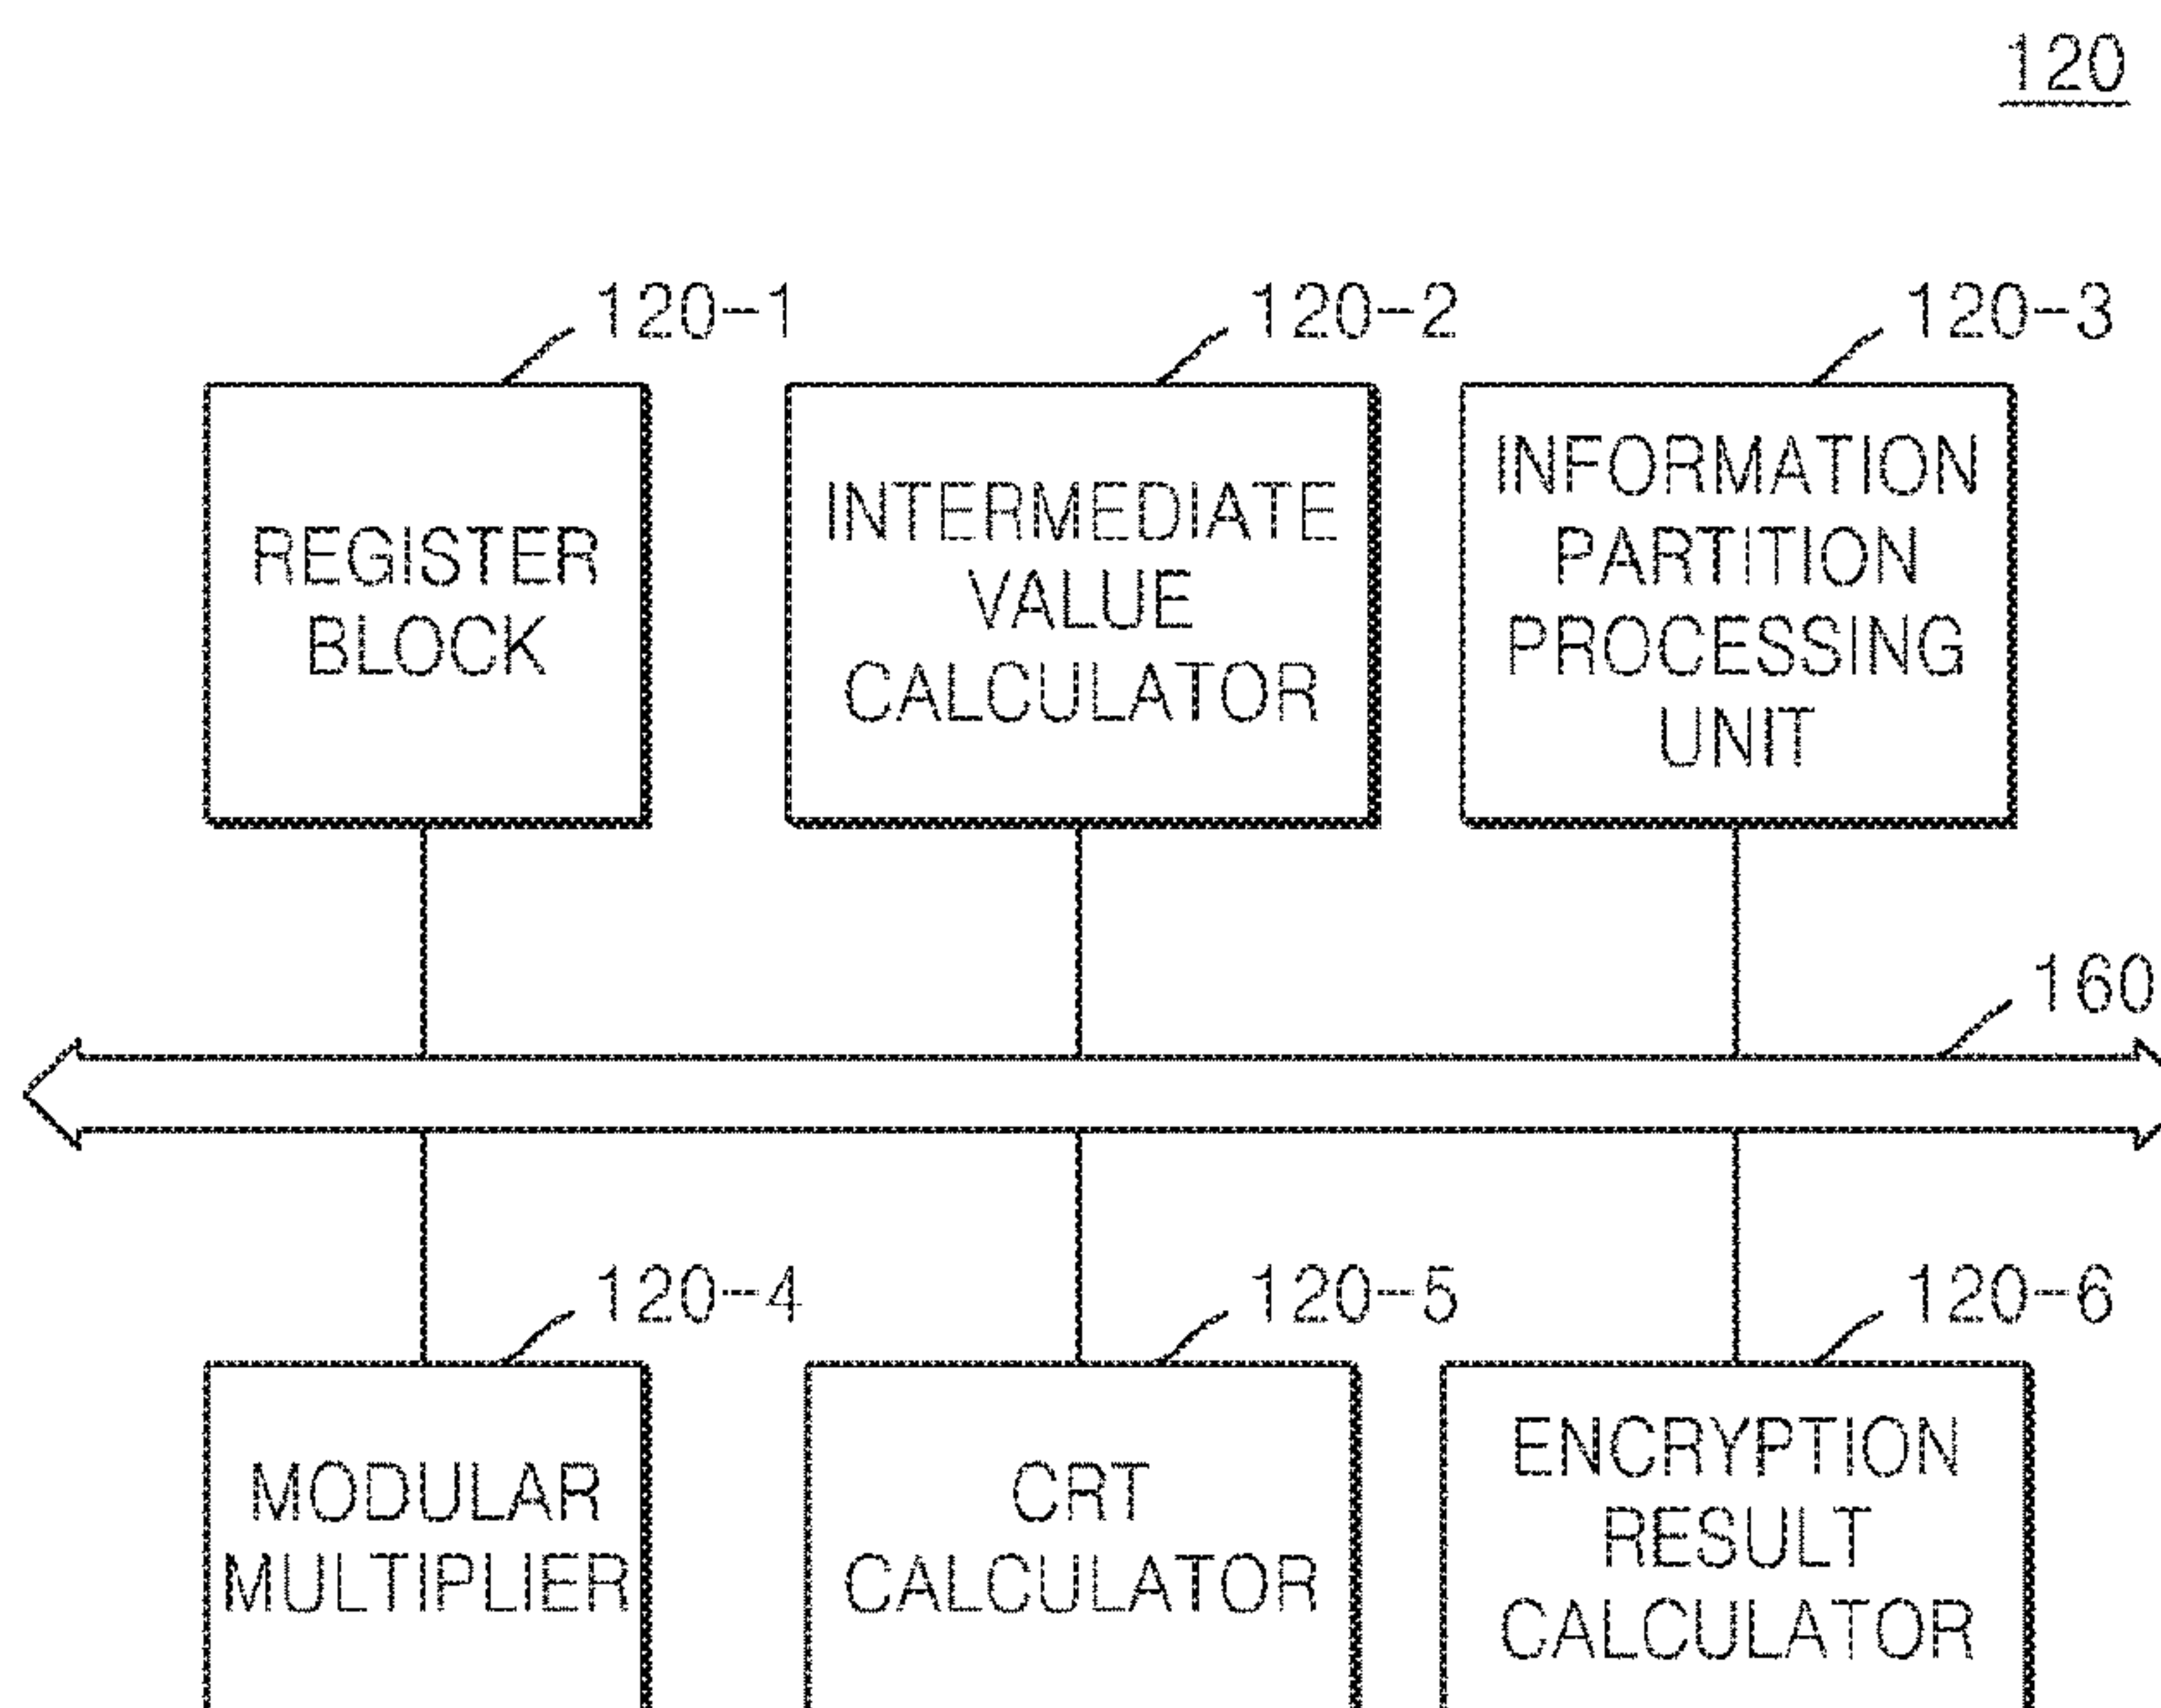 120
120-1
120-2
120-3
REGISTER
BLOCK
INTERMEDIATE
VALUE
CALCULATOR
INFORMATION
PARTITION
PROCESSING
UNIT
160
120-4
120-5
120-6
MODULAR
MULTIPLIER
CRT
CALCULATOR
ENCRYPTION
RESULT
CALCULATOR